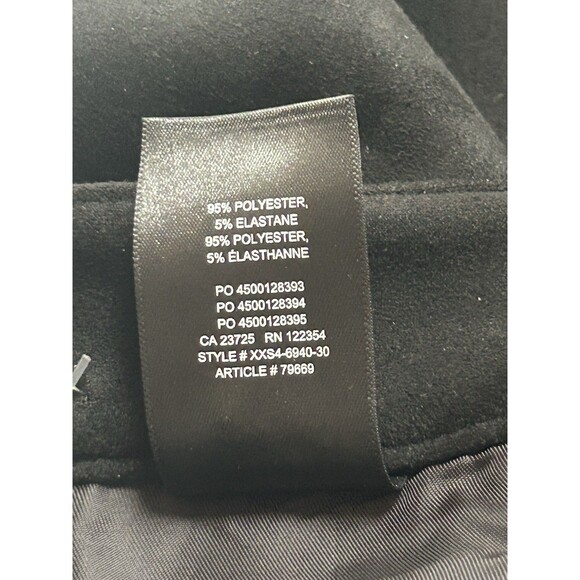 95% POLYESTER,
5% ELASTANE
95% POLYESTER,
5% ÉLASTHANNE
PO 4500128393
PO 4500128394
PO 4500128395
CA 23725 RN 122354
STYLE # XXS4-6940-30
ARTICLE # 79669